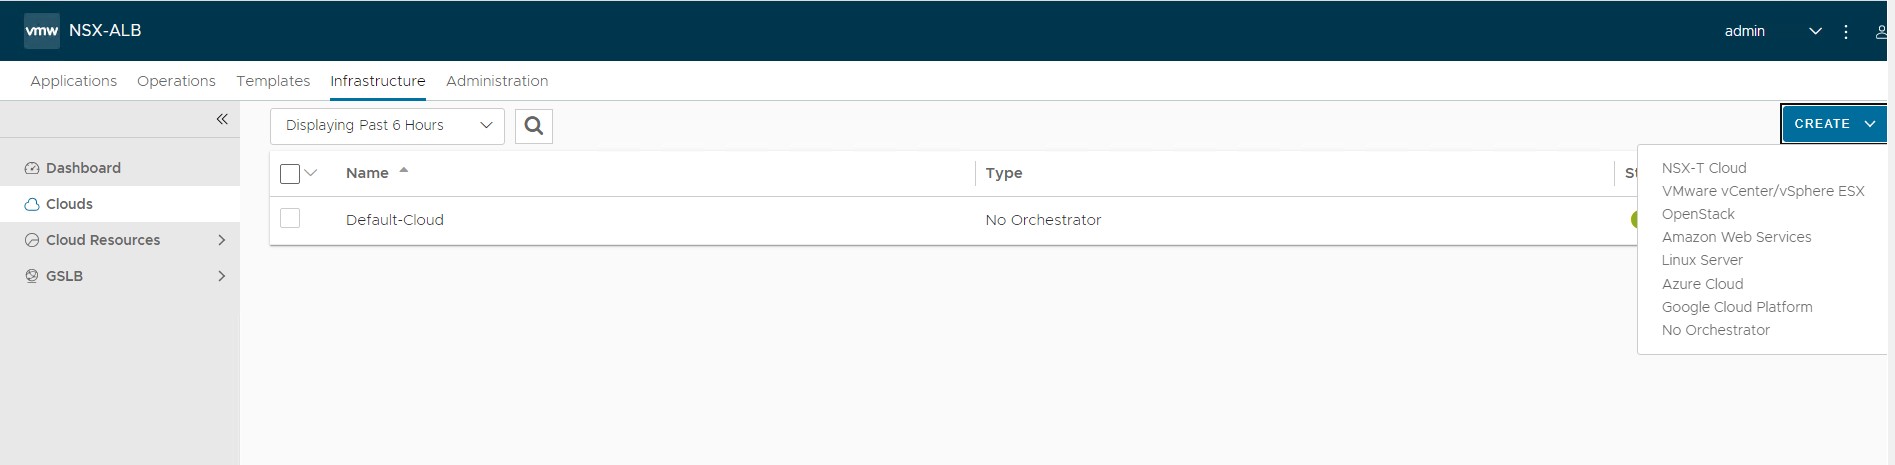 vmw NSX-ALB
admin
Applications Operations Templates Infrastructure Administration
Displaying Past 6 Hours
CREATE
Dashboard
Clouds
Cloud Resources
GSLB
Name Type
Default-Cloud No Orchestrator
NSX-T Cloud
VMware vCenter/vSphere ESX
OpenStack
Amazon Web Services
Linux Server
Azure Cloud
Google Cloud Platform
No Orchestrator